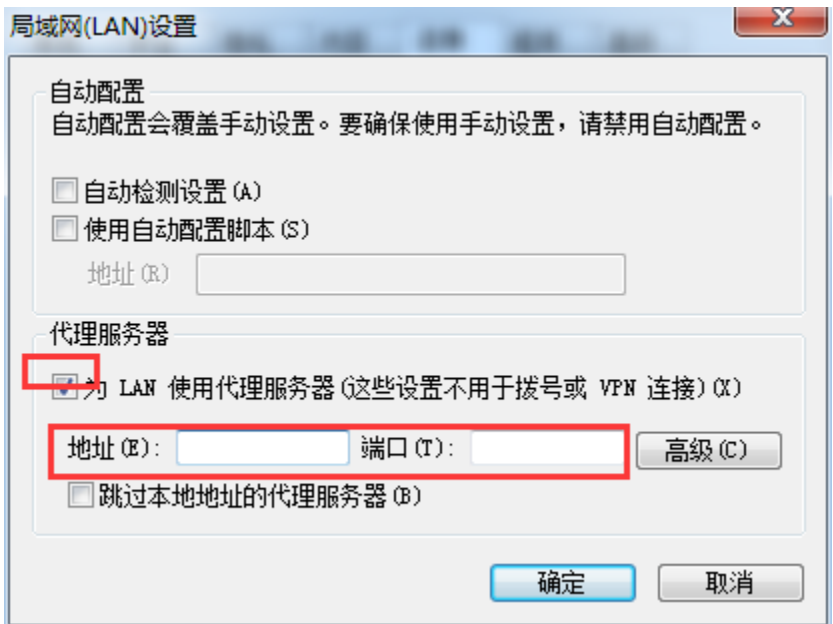 局域网(LAN)设置
自动配置
自动配置会覆盖手动设置。要确保使用手动设置，请禁用自动配置。
自动检测设置(A)
使用自动配置脚本(S)
地址(R)
代理服务器
为 LAN 使用代理服务器(这些设置不用于拨号或 VPN 连接)(X)
地址(E): 端口(T): 高级(C)
跳过本地地址的代理服务器(B)
确定 取消